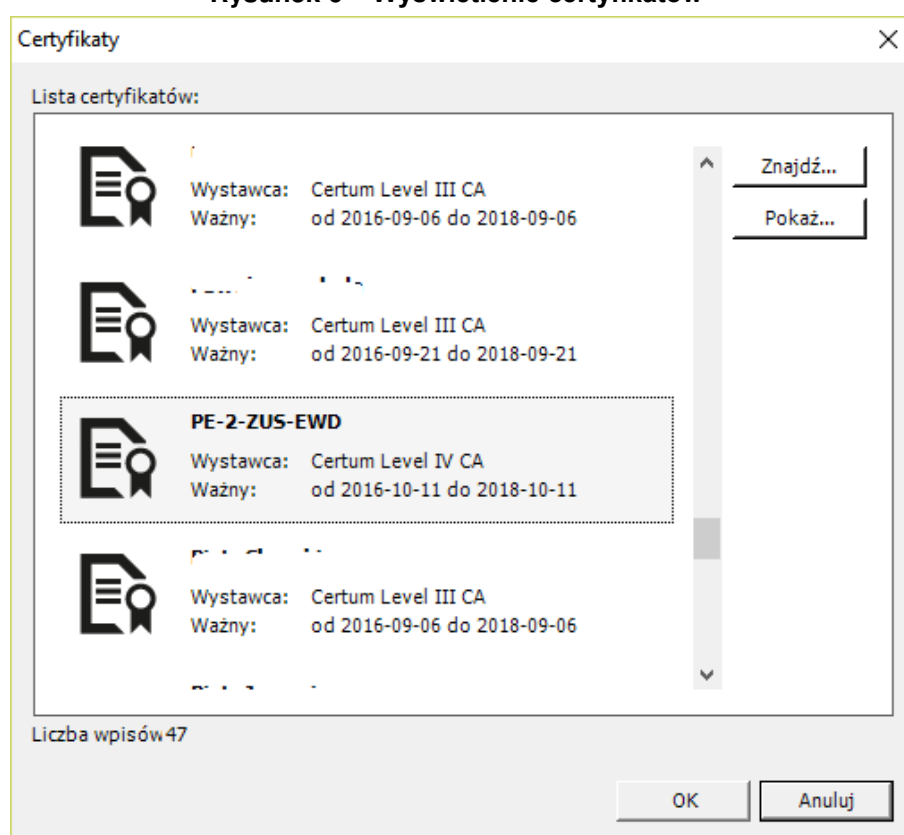 Certyfikaty
Lista certyfikatów:
Znajdź...
Wystawca: Certum Level III CA
Ważny: od 2016-09-06 do 2018-09-06
Pokaż...
Wystawca: Certum Level III CA
Ważny: od 2016-09-21 do 2018-09-21
PE-2-ZUS-EWD
Wystawca: Certum Level IV CA
Ważny: od 2016-10-11 do 2018-10-11
Wystawca: Certum Level III CA
Ważny: od 2016-09-06 do 2018-09-06
Liczba wpisów 47
OK Anuluj